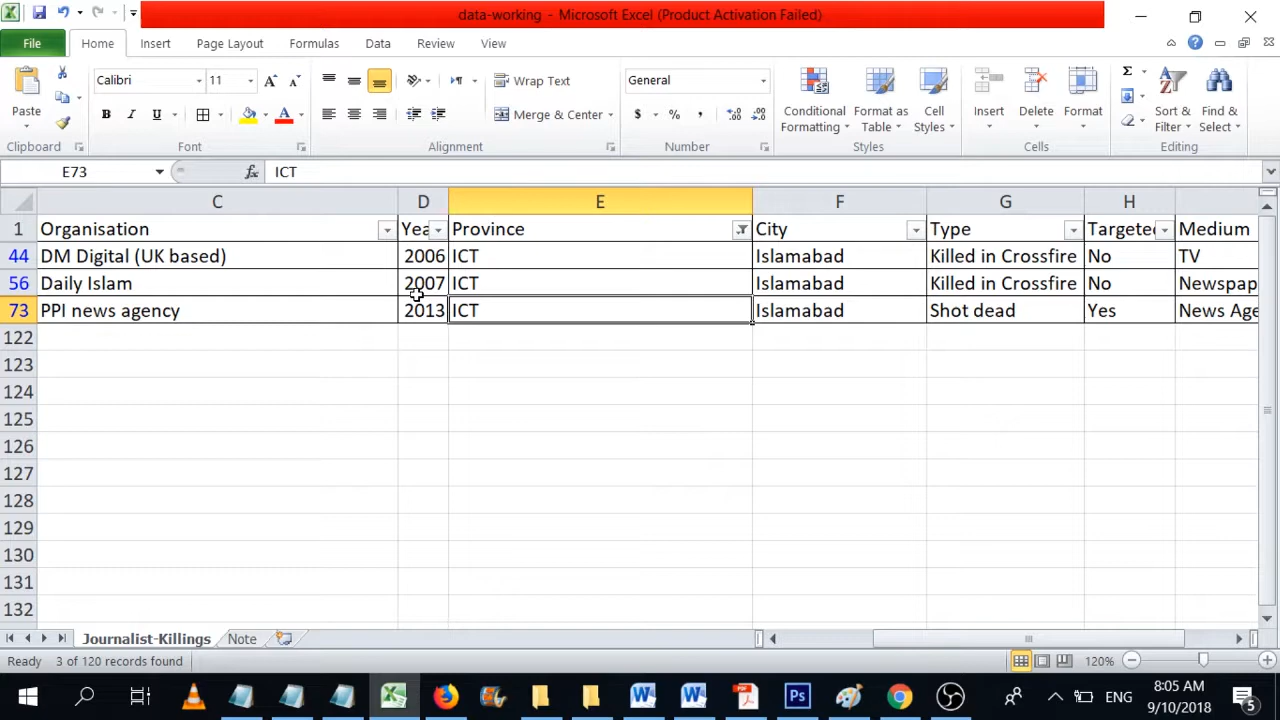 data-working - Microsoft Excel (Product Activation Failed)
File Home Insert Page Layout Formulas Data Review View
Calibri 11 Wrap Text General
Paste B I U Merge & Center $ % , Conditional Formatting Format as Table Cell Styles Insert Delete Format Σ Sort & Filter Find & Select
Clipboard Font Alignment Number Styles Cells Editing
E73 fx ICT
C D E F G H
1 Organisation Yea Province City Type Targeted Medium
44 DM Digital (UK based) 2006 ICT Islamabad Killed in Crossfire No TV
56 Daily Islam 2007 ICT Islamabad Killed in Crossfire No Newspap
73 PPI news agency 2013 ICT Islamabad Shot dead Yes News Age
122
123
124
125
126
127
128
129
130
131
132
Journalist-Killings Note
Ready 3 of 120 records found 120%
W W PDF Ps ENG 8:05 AM
9/10/2018 5